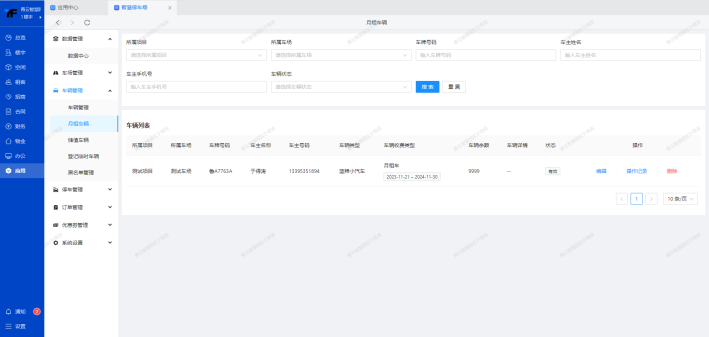 应用中心
智慧停车场
月租车辆
总览
楼宇
空间
租客
招商
合同
财务
物业
办公
应用
通知
设置
数据管理
数据中心
车场管理
车辆管理
车辆管理
月租车辆
储值车辆
登记临时车辆
黑名单管理
停车管理
订单管理
优惠券管理
系统设置
所属项目
所属车场
车牌号码
车主姓名
请选择所属项目
请选择所属车场
输入车牌号码
输入车主姓名
车主手机号
车辆状态
输入车主手机号
请选择车辆状态
搜 索
重 置
车辆列表
所属项目 所属车场 车牌号码 车主名称 车主号码 车辆类型 车辆收费类型 车辆余额 车辆详情 状态 操作
测试项目 测试车场 鲁A7763A 于得涛 13395351894 蓝牌小汽车 月租车 9999 -- 有效 编辑 操作记录 删除
2023-11-21 ~ 2024-11-30
1
10 条/页